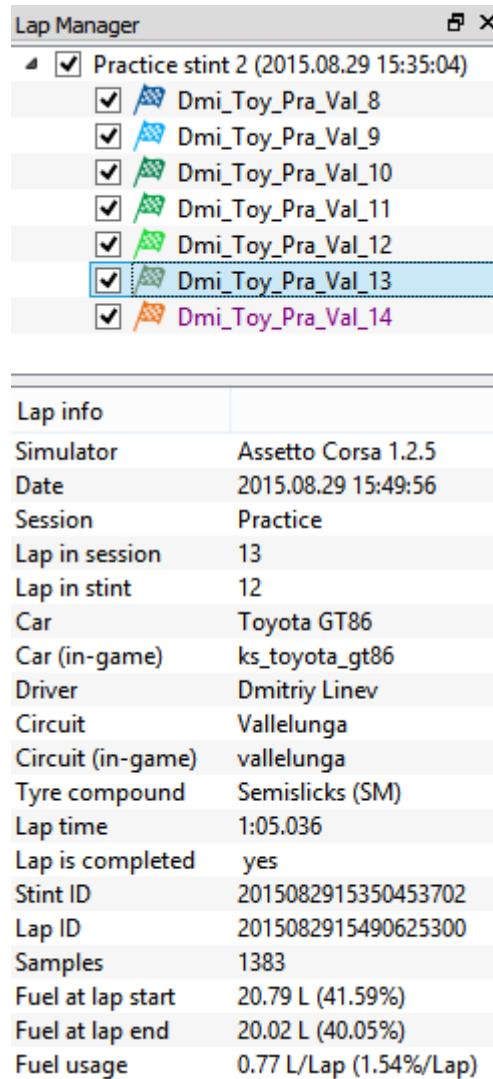 Lap Manager
Practice stint 2 (2015.08.29 15:35:04)
Dmi_Toy_Pra_Val_8
Dmi_Toy_Pra_Val_9
Dmi_Toy_Pra_Val_10
Dmi_Toy_Pra_Val_11
Dmi_Toy_Pra_Val_12
Dmi_Toy_Pra_Val_13
Dmi_Toy_Pra_Val_14
Lap info
Simulator Assetto Corsa 1.2.5
Date 2015.08.29 15:49:56
Session Practice
Lap in session 13
Lap in stint 12
Car Toyota GT86
Car (in-game) ks_toyota_gt86
Driver Dmitriy Linev
Circuit Vallelunga
Circuit (in-game) vallelunga
Tyre compound Semislicks (SM)
Lap time 1:05.036
Lap is completed yes
Stint ID 2015082915350453702
Lap ID 2015082915490625300
Samples 1383
Fuel at lap start 20.79 L (41.59%)
Fuel at lap end 20.02 L (40.05%)
Fuel usage 0.77 L/Lap (1.54%/Lap)